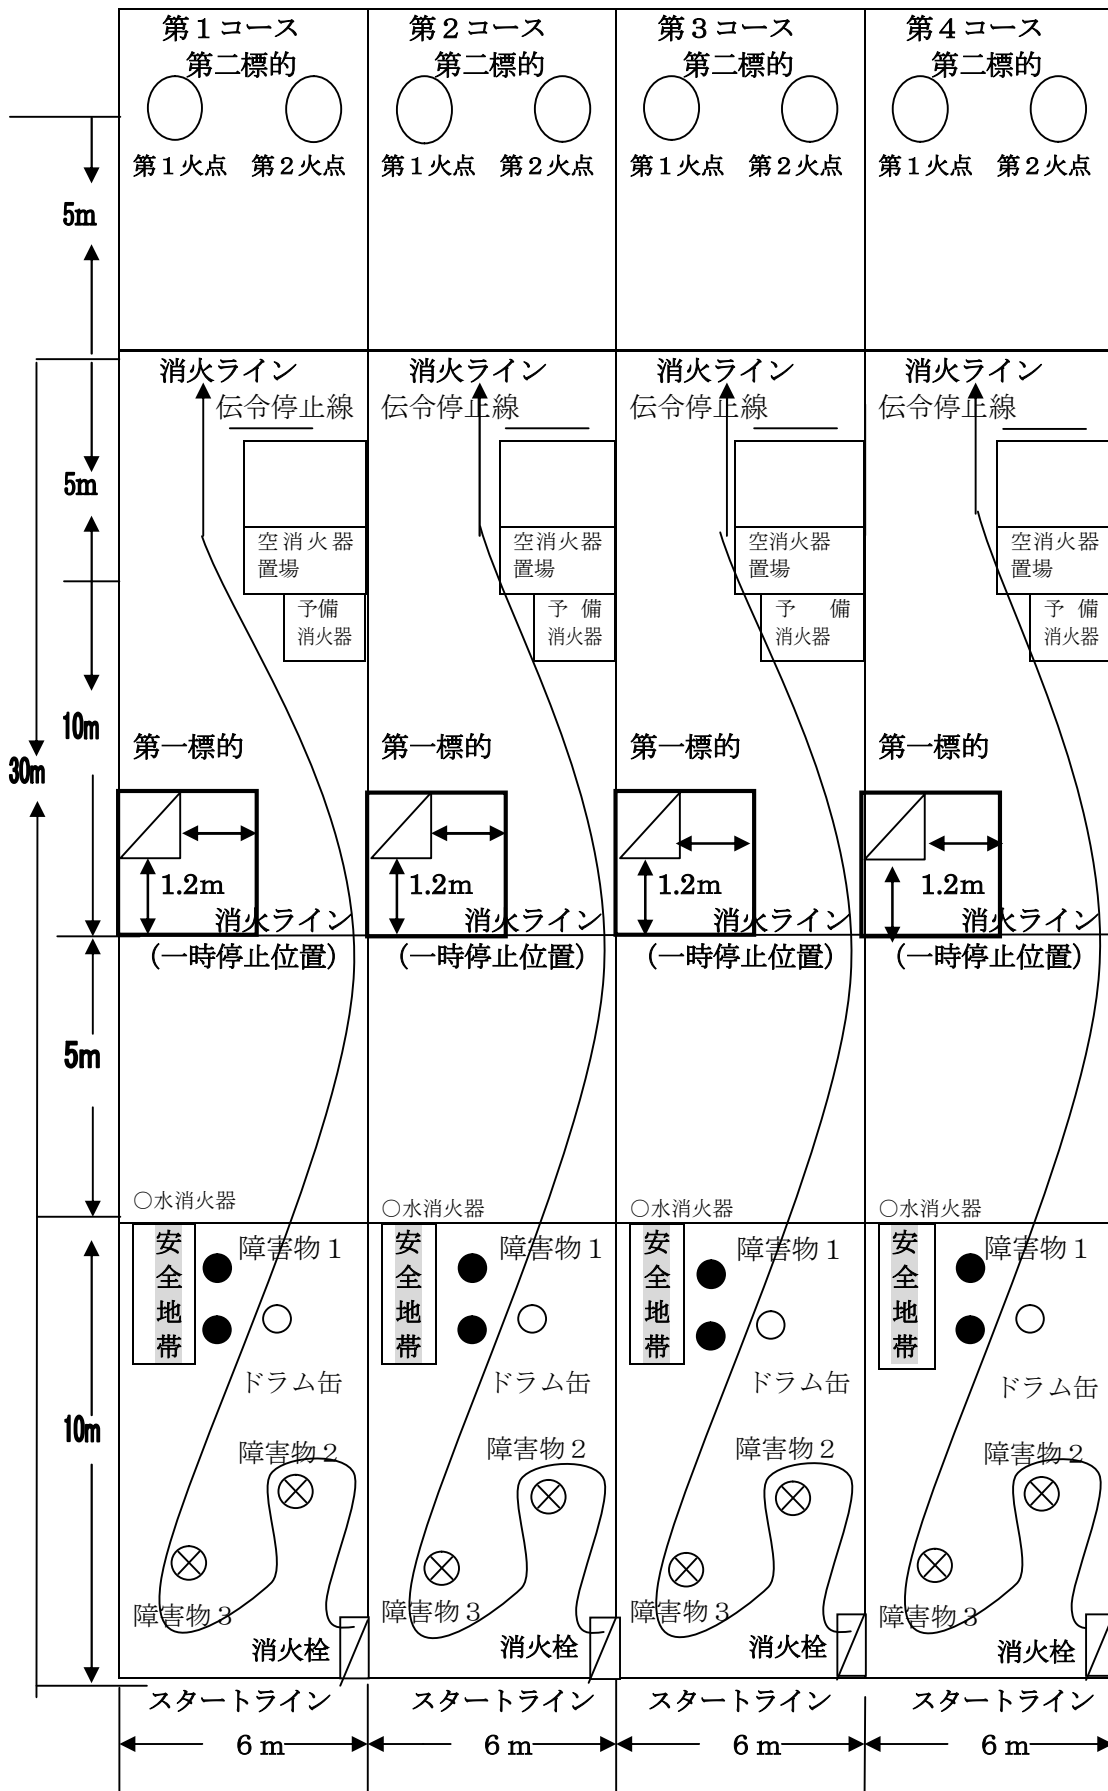 第１コース 第２コース 第３コース 第４コース
第二標的 第二標的 第二標的 第二標的
第１火点 第２火点 第１火点 第２火点 第１火点 第２火点 第１火点 第２火点
5m
消火ライン 消火ライン 消火ライン 消火ライン
伝令停止線 伝令停止線 伝令停止線 伝令停止線
5m
空消火器 空消火器 空消火器 空消火器
置場 置場 置場 置場
予備 予備 予備 予備
消火器 消火器 消火器 消火器
10m
第一標的 第一標的 第一標的 第一標的
30m
1.2m 1.2m 1.2m 1.2m
消火ライン 消火ライン 消火ライン 消火ライン
（一時停止位置） （一時停止位置） （一時停止位置） （一時停止位置）
5m
○水消火器 ○水消火器 ○水消火器 ○水消火器
安全地帯 安全地帯 安全地帯 安全地帯
障害物１ 障害物１ 障害物１ 障害物１
ドラム缶 ドラム缶 ドラム缶 ドラム缶
10m
障害物２ 障害物２ 障害物２ 障害物２
障害物３ 障害物３ 障害物３ 障害物３
消火栓 消火栓 消火栓 消火栓
スタートライン スタートライン スタートライン スタートライン
６ｍ ６ｍ ６ｍ ６ｍ